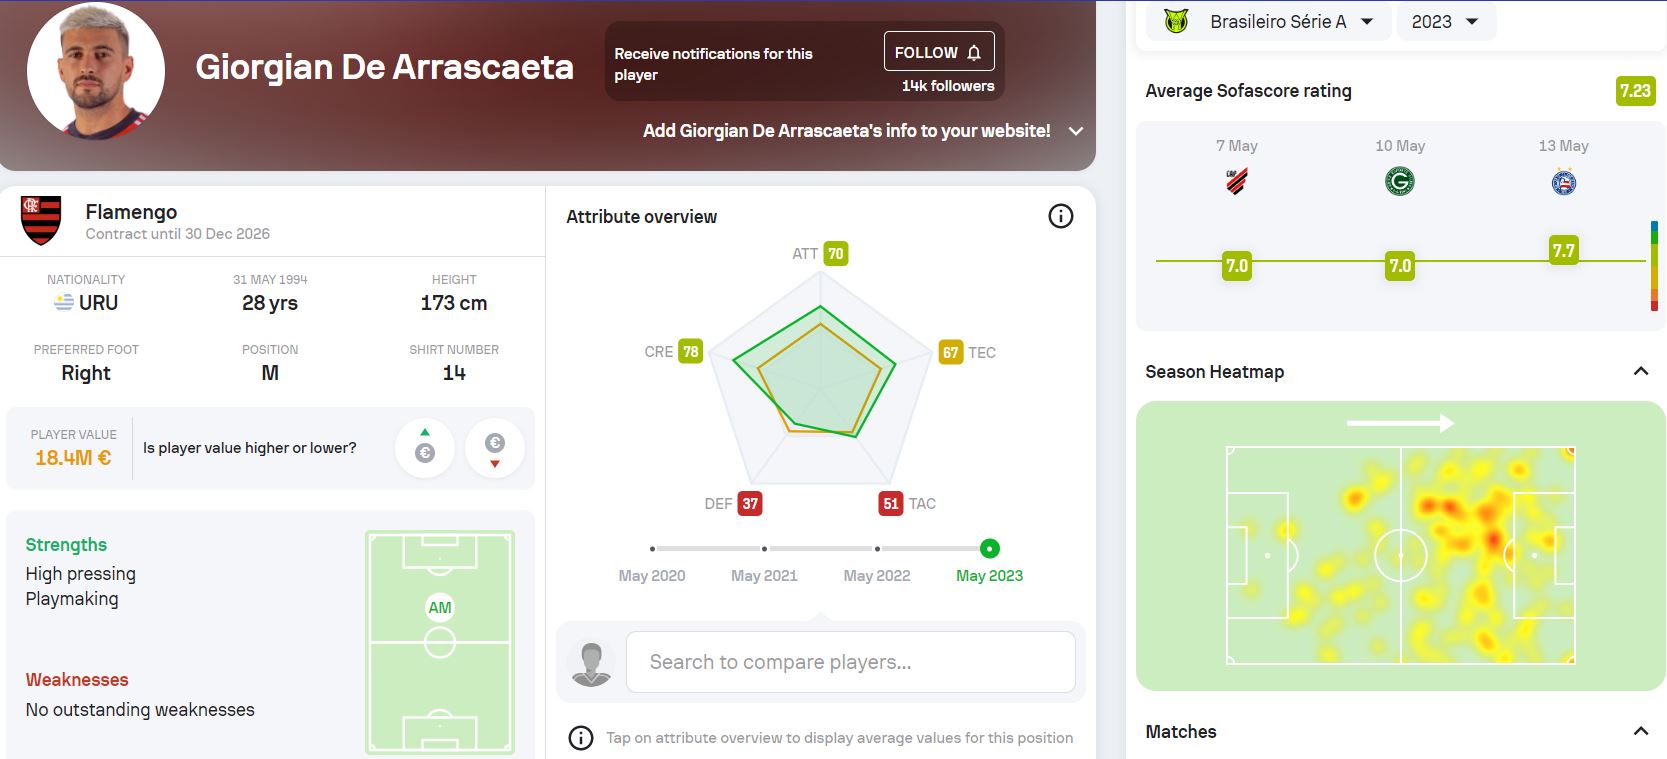 Giorgian De Arrascaeta
Receive notifications for this
player
FOLLOW
14k followers
Add Giorgian De Arrascaeta's info to your website!
Flamengo
Contract until 30 Dec 2026
NATIONALITY
URU
31 MAY 1994
28 yrs
HEIGHT
173 cm
PREFERRED FOOT
Right
POSITION
M
SHIRT NUMBER
14
PLAYER VALUE
18.4M €
Is player value higher or lower?
€
€
Strengths
High pressing
Playmaking
Weaknesses
No outstanding weaknesses
AM
Attribute overview
ATT 70
CRE 78
67 TEC
DEF 37
51 TAC
May 2020
May 2021
May 2022
May 2023
Search to compare players...
Tap on attribute overview to display average values for this position
Brasileiro Série A
2023
Average Sofascore rating
7.23
7 May
10 May
13 May
7.0
7.0
7.7
Season Heatmap
Matches